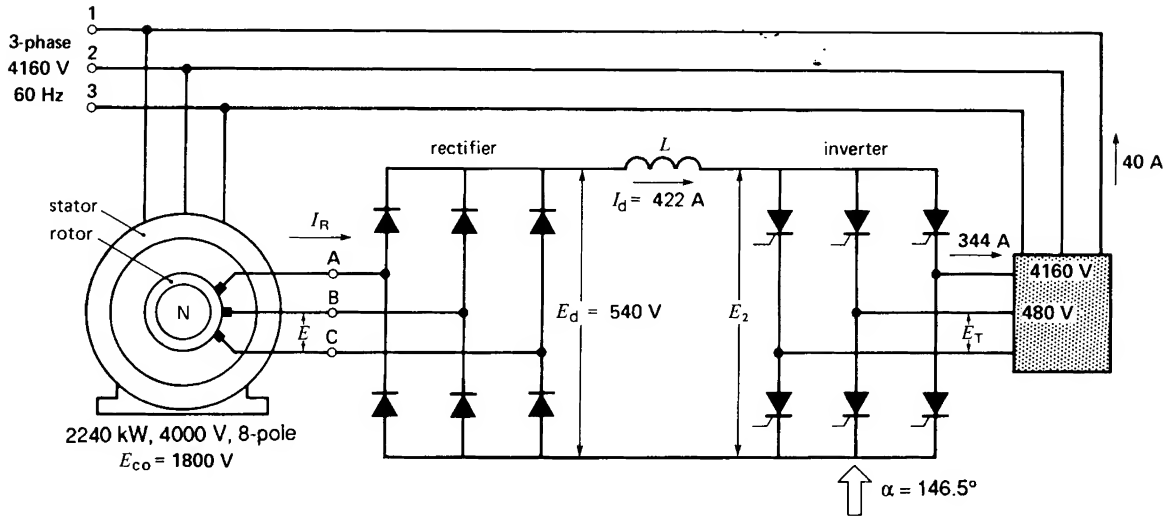 1
3-phase
2
4160 V
60 Hz
3
rectifier
L
inverter
40 A
I_d = 422 A
stator
rotor
I_R
A
344 A
4160 V
N
B
E
E_d = 540 V
E_2
480 V
E_T
C
2240 kW, 4000 V, 8-pole
E_co = 1800 V
α = 146.5°